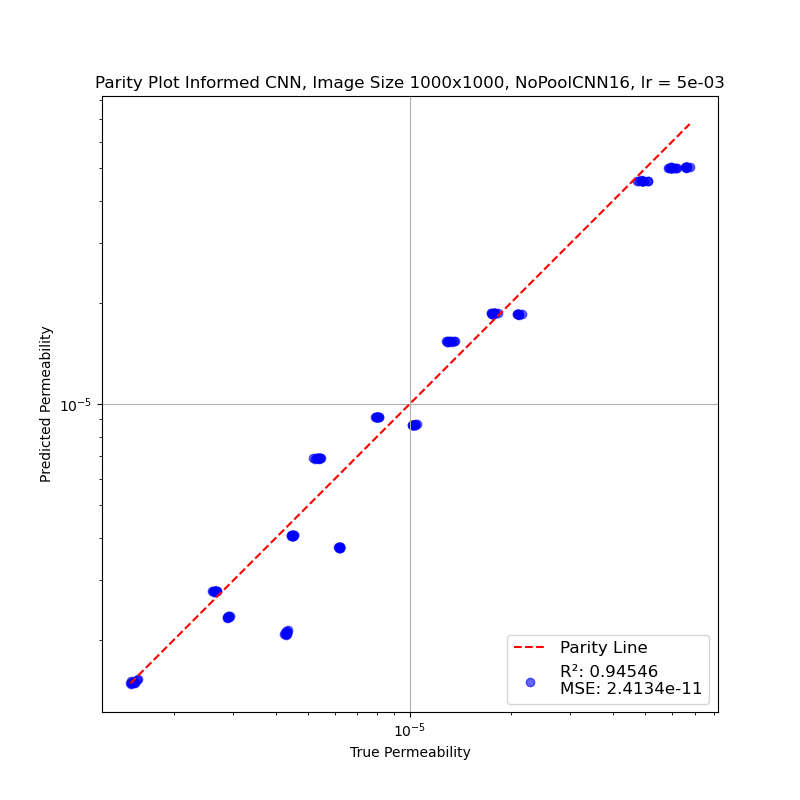 Parity Plot Informed CNN, Image Size 1000x1000, NoPoolCNN16, lr = 5e-03
Predicted Permeability
10⁻⁵
Parity Line
R²: 0.94546
MSE: 2.4134e-11
10⁻⁵
True Permeability